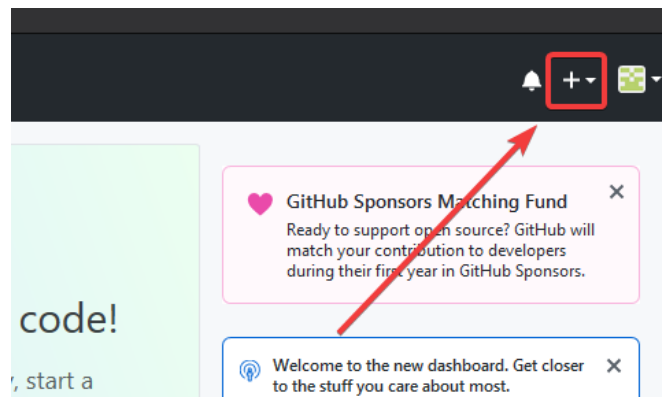 GitHub Sponsors Matching Fund
Ready to support open source? GitHub will
match your contribution to developers
during their first year in GitHub Sponsors.
code!
, start a
Welcome to the new dashboard. Get closer
to the stuff you care about most.